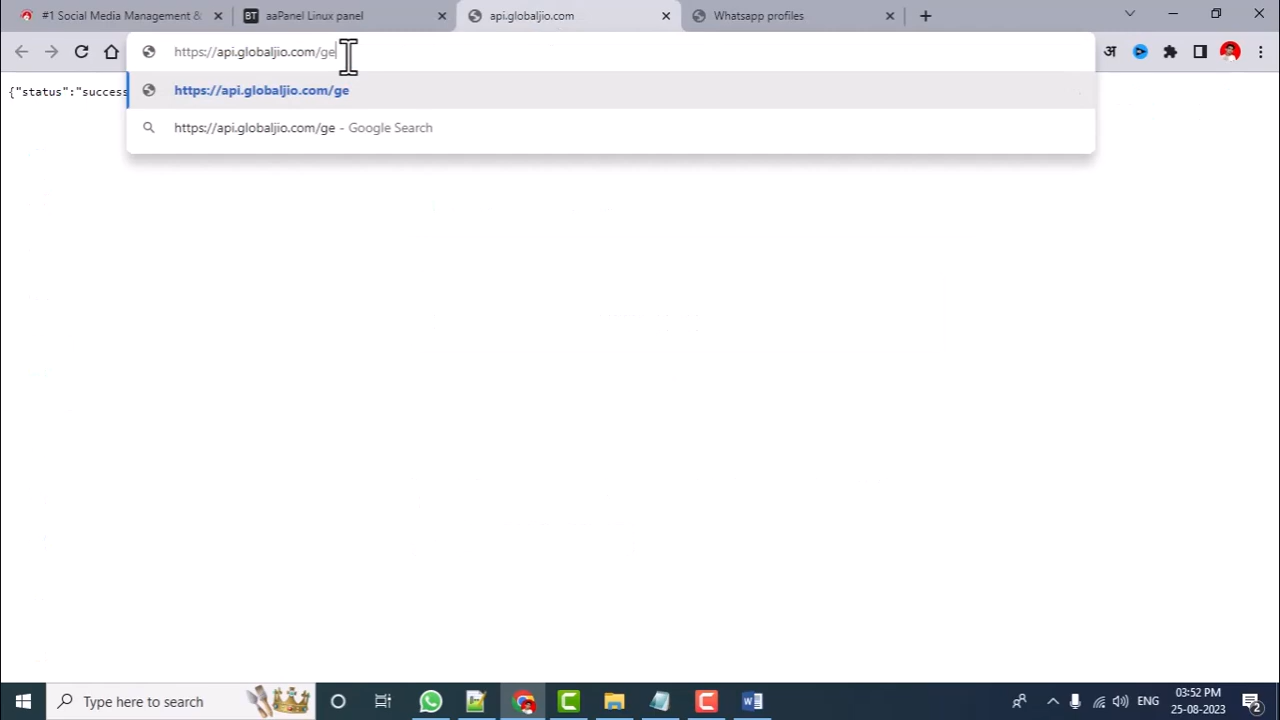 #1 Social Media Management &
BT aaPanel Linux panel
api.globaljio.com
Whatsapp profiles
https://api.globaljio.com/ge
अ
https://api.globaljio.com/ge
{"status":"success
https://api.globaljio.com/ge - Google Search
Type here to search
ENG
03:52 PM
25-08-2023
2